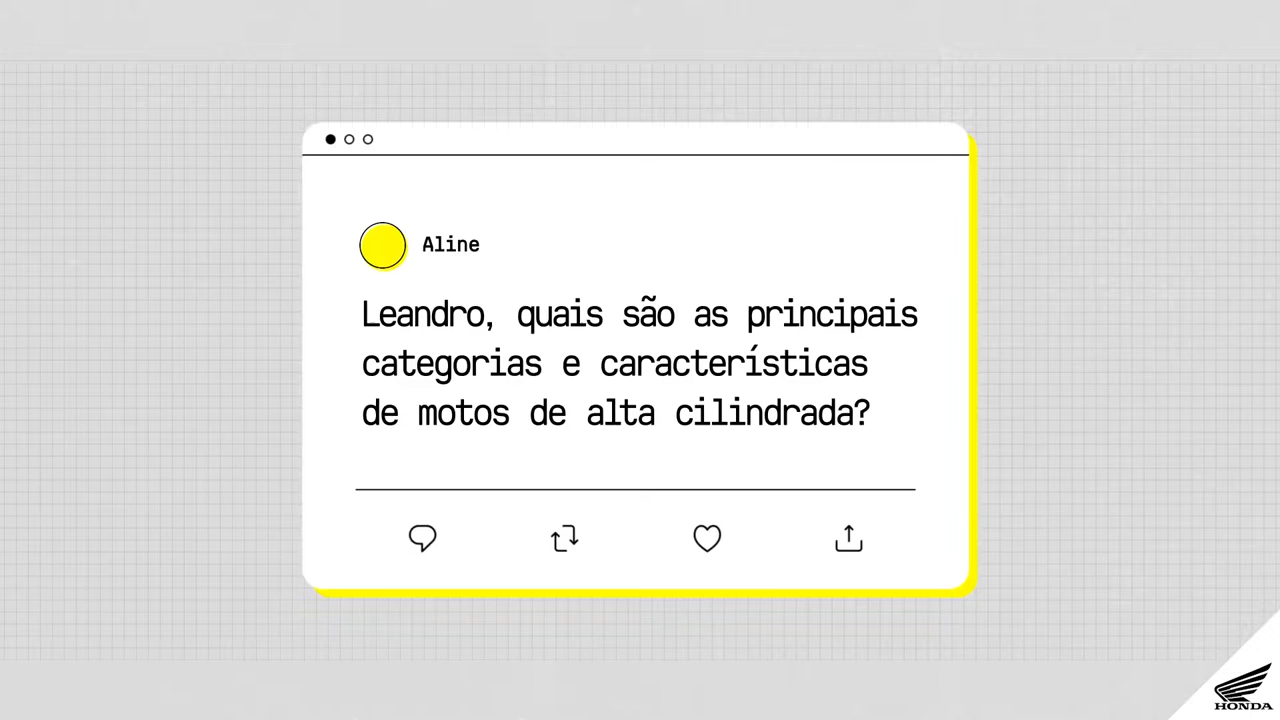 Aline
Leandro, quais são as principais
categorias e características
de motos de alta cilindrada?
HONDA